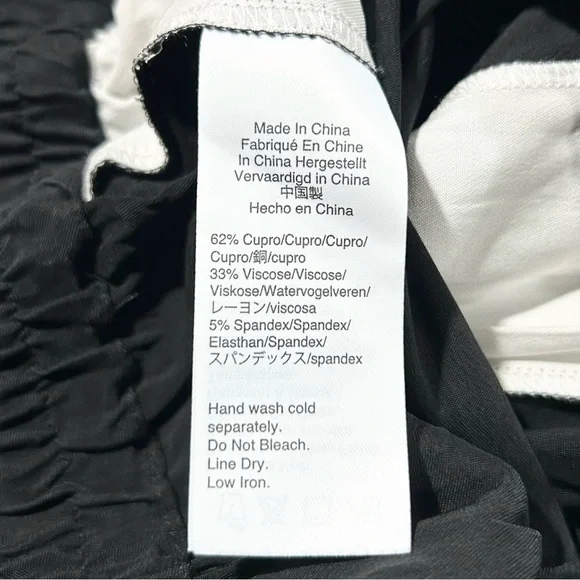 Made In China
Fabriqué En Chine
In China Hergestellt
Vervaardigd in China
中国製
Hecho en China
62% Cupro/Cupro/Cupro/
Cupro/銅/cupro
33% Viscose/Viscose/
Viskose/Watervogelveren/
レーヨン/viscosa
5% Spandex/Spandex/
Elasthan/Spandex/
スパンデックス/spandex
Hand wash cold
separately.
Do Not Bleach.
Line Dry.
Low Iron.